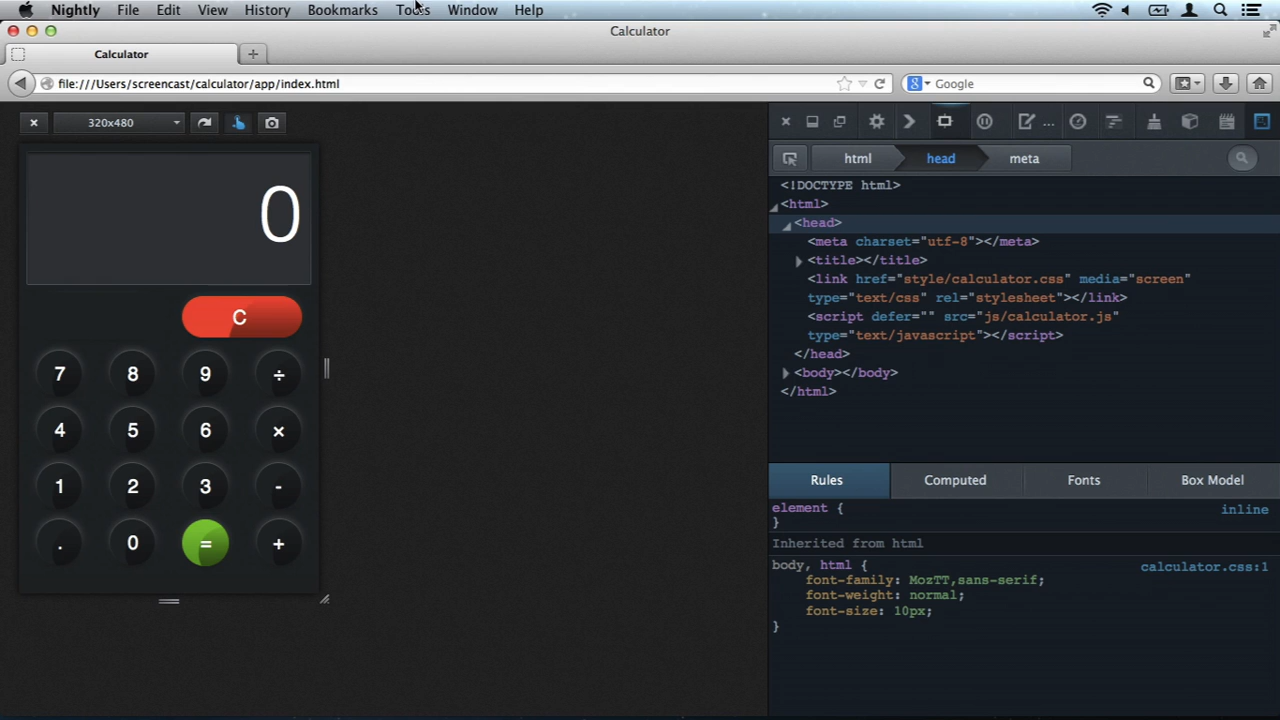 Nightly File Edit View History Bookmarks Tools Window Help
Calculator
Calculator
file:///Users/screencast/calculator/app/index.html
Google
320x480
0
C
7 8 9 ÷
4 5 6 ×
1 2 3 -
. 0 = +
html head meta
<!DOCTYPE html>
<html>
<head>
<meta charset="utf-8"></meta>
<title></title>
<link href="style/calculator.css" media="screen"
type="text/css" rel="stylesheet"></link>
<script defer="" src="js/calculator.js"
type="text/javascript"></script>
</head>
<body></body>
</html>
Rules Computed Fonts Box Model
element { inline
}
Inherited from html
body, html { calculator.css:1
font-family: MozTT,sans-serif;
font-weight: normal;
font-size: 10px;
}